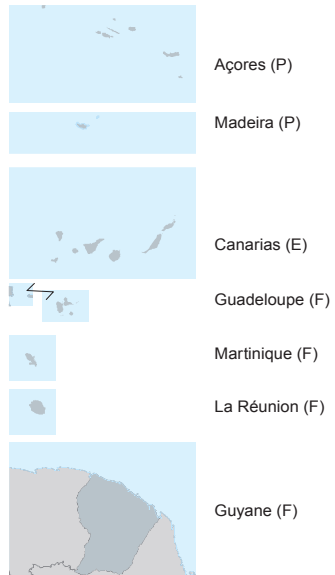 Açores (P)
Madeira (P)
Canarias (E)
Guadeloupe (F)
Martinique (F)
La Réunion (F)
Guyane (F)